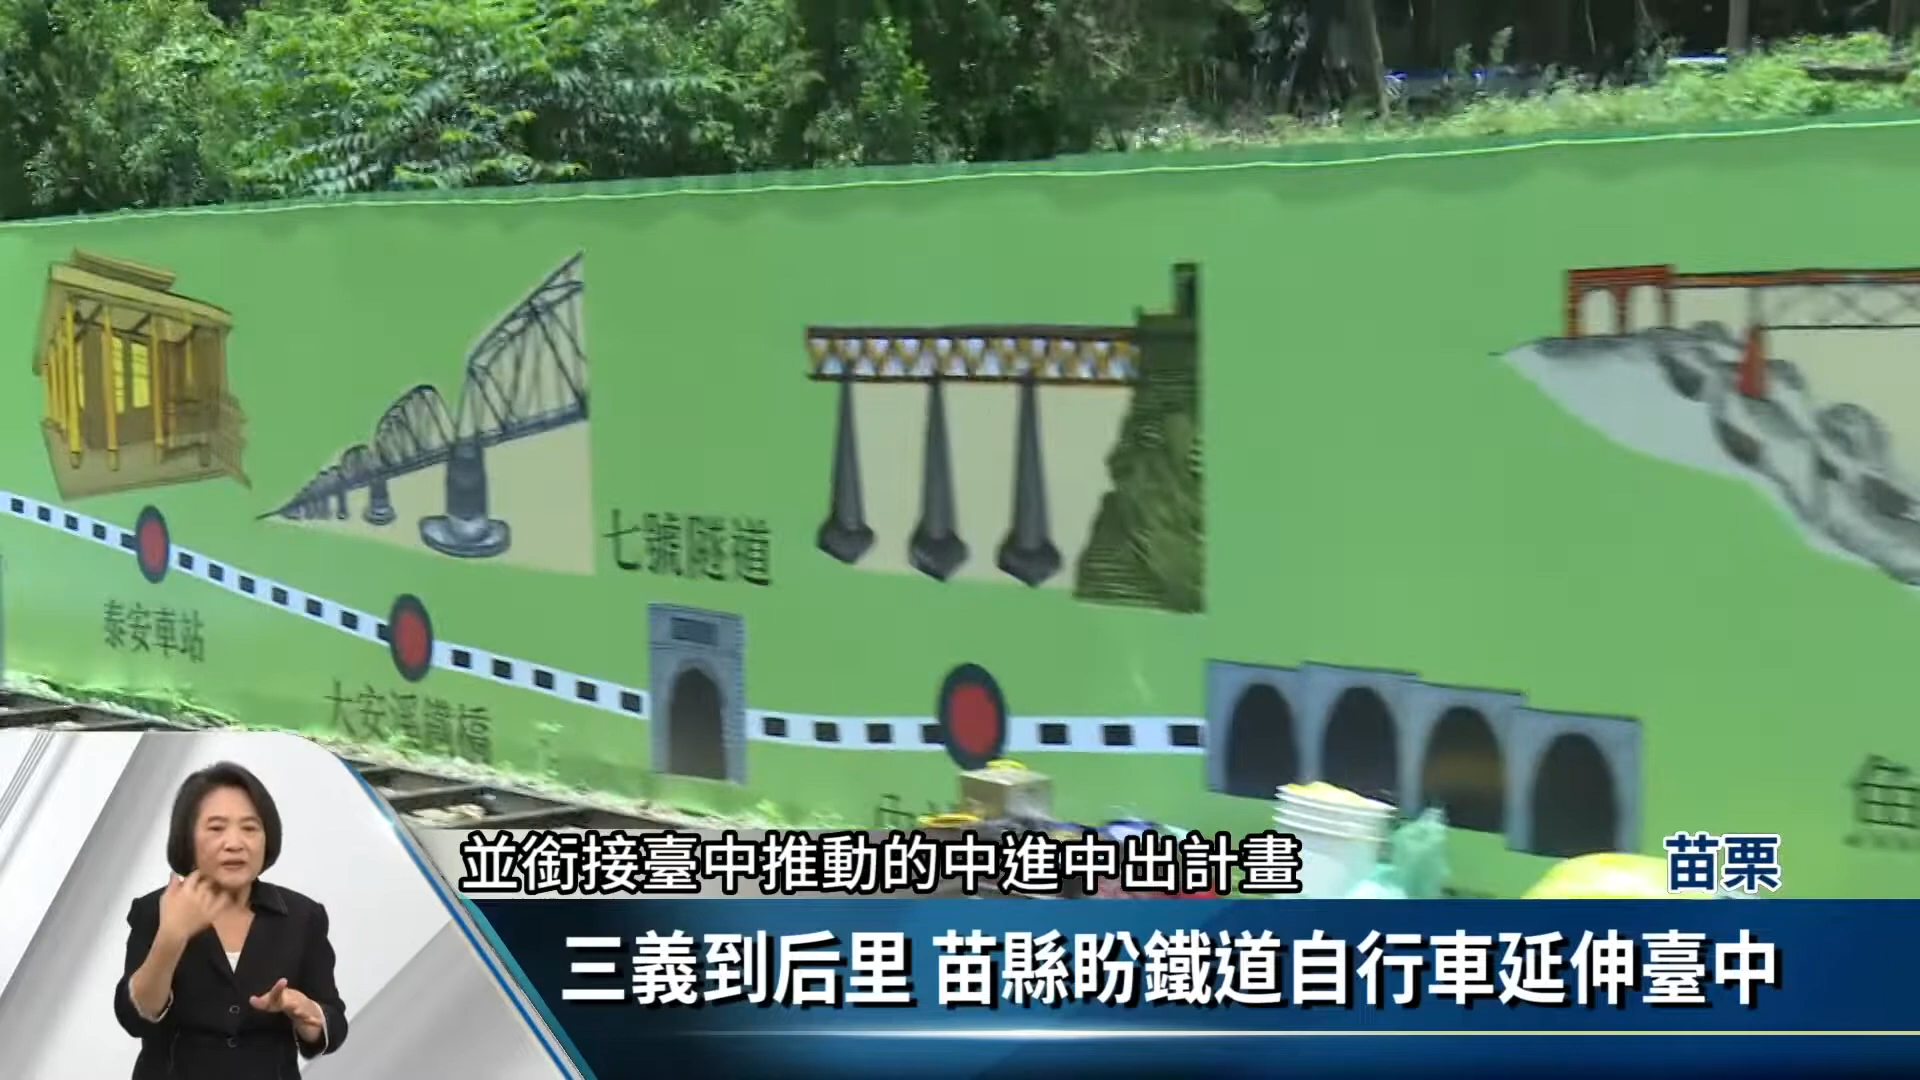 七號隧道
泰安車站
大安溪鐵橋
並銜接臺中推動的中進中出計畫
苗栗
三義到后里 苗縣盼鐵道自行車延伸臺中